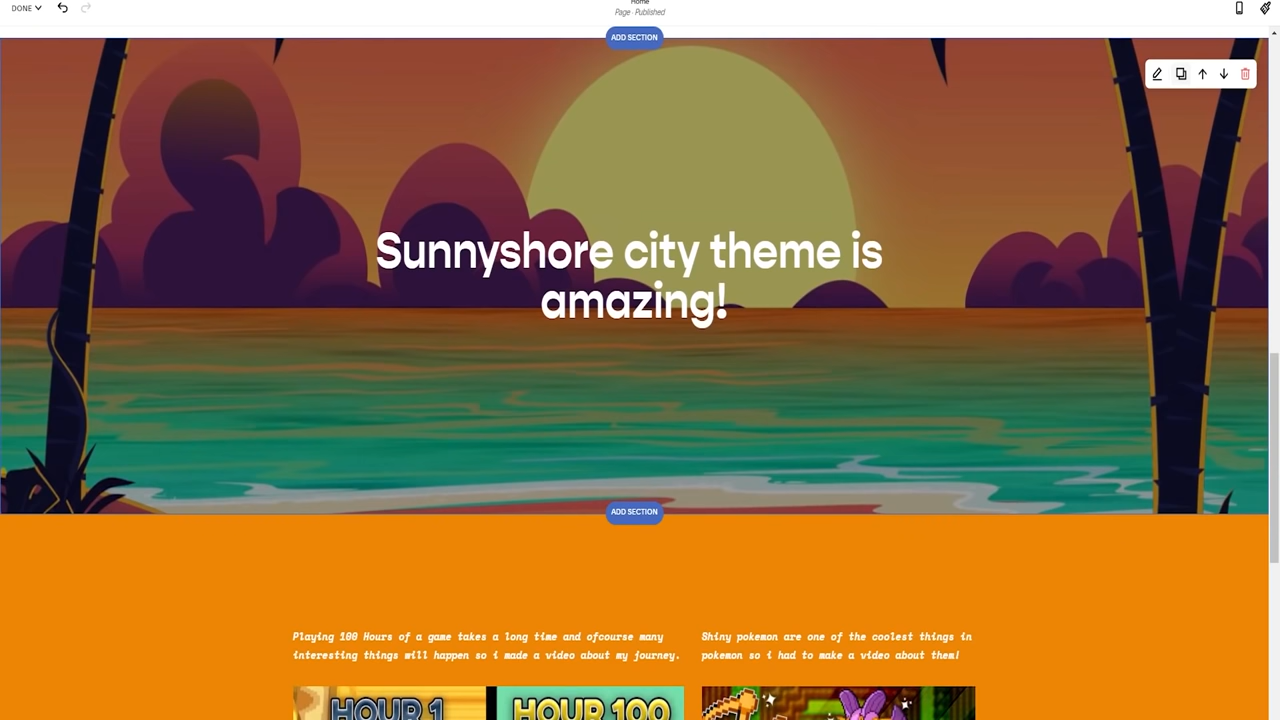 DONE
Home
Page · Published
ADD SECTION
Sunnyshore city theme is
amazing!
ADD SECTION
Playing 100 Hours of a game takes a long time and ofcourse many
interesting things will happen so i made a video about my journey.
Shiny pokemon are one of the coolest things in
pokemon so i had to make a video about them!
HOUR 1
HOUR 100